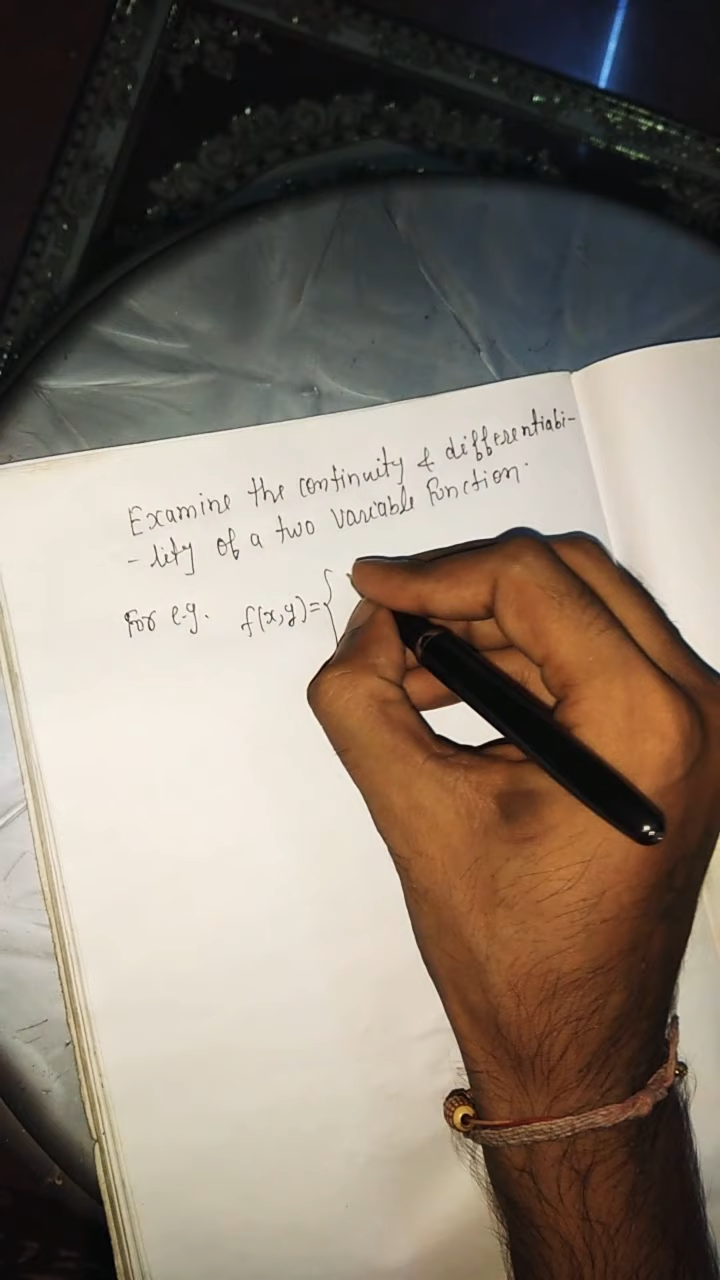 Examine the continuity & differentiabi-
- lity of a two variable function.
For e.g. f(x,y)={